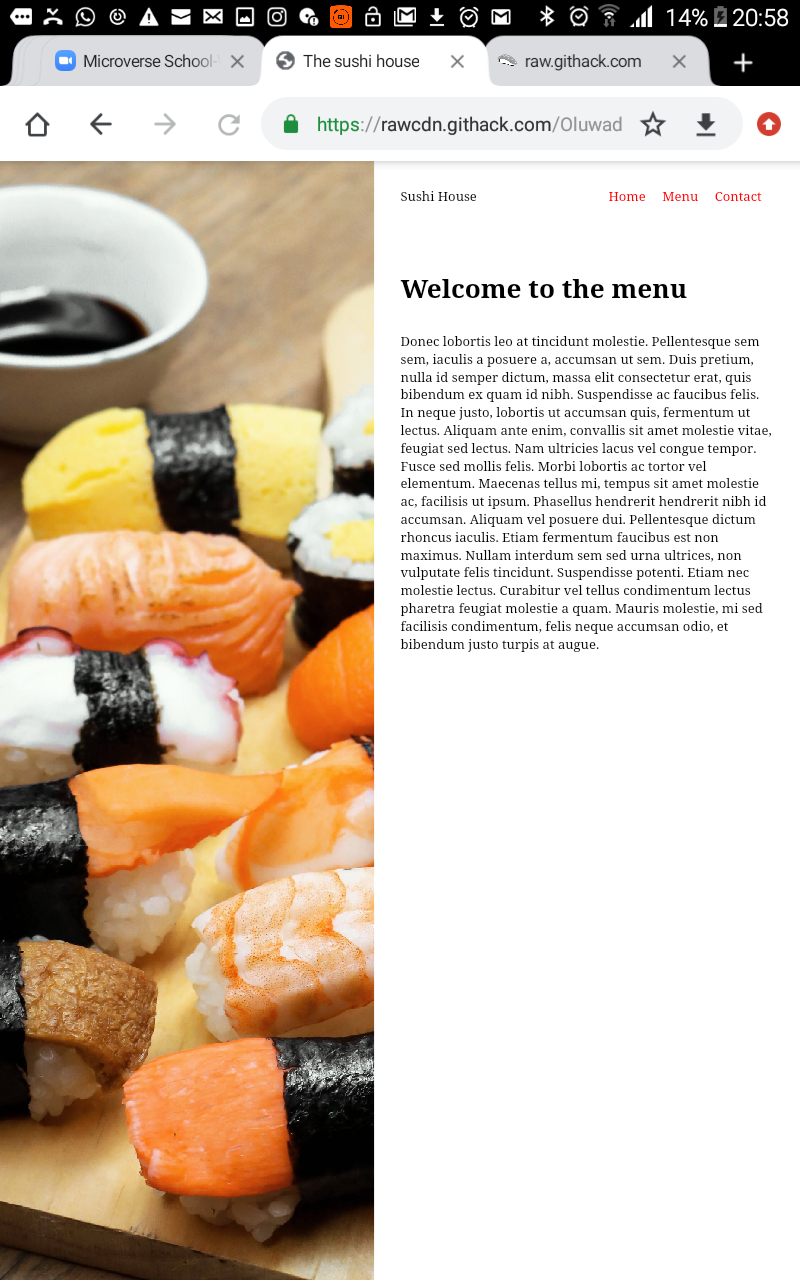 14% 20:58
Microverse School-
The sushi house
raw.githack.com
https://rawcdn.githack.com/Oluwad
Sushi House
Home Menu Contact
Welcome to the menu
Donec lobortis leo at tincidunt molestie. Pellentesque sem
sem, iaculis a posuere a, accumsan ut sem. Duis pretium,
nulla id semper dictum, massa elit consectetur erat, quis
bibendum ex quam id nibh. Suspendisse ac faucibus felis.
In neque justo, lobortis ut accumsan quis, fermentum ut
lectus. Aliquam ante enim, convallis sit amet molestie vitae,
feugiat sed lectus. Nam ultricies lacus vel congue tempor.
Fusce sed mollis felis. Morbi lobortis ac tortor vel
elementum. Maecenas tellus mi, tempus sit amet molestie
ac, facilisis ut ipsum. Phasellus hendrerit hendrerit nibh id
accumsan. Aliquam vel posuere dui. Pellentesque dictum
rhoncus iaculis. Etiam fermentum faucibus est non
maximus. Nullam interdum sem sed urna ultrices, non
vulputate felis tincidunt. Suspendisse potenti. Etiam nec
molestie lectus. Curabitur vel tellus condimentum lectus
pharetra feugiat molestie a quam. Mauris molestie, mi sed
facilisis condimentum, felis neque accumsan odio, et
bibendum justo turpis at augue.